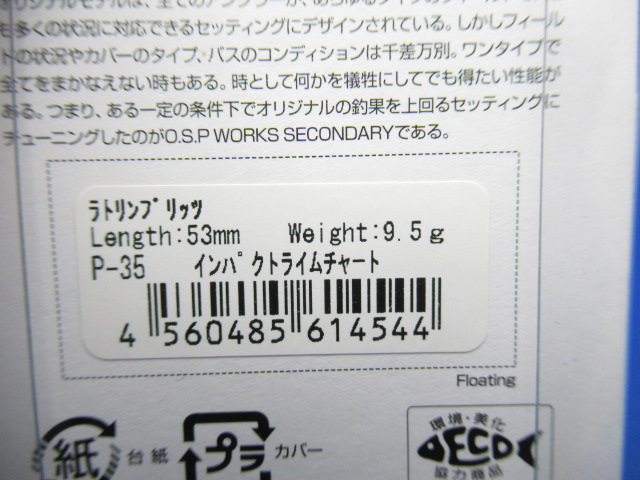 も多くの状況に対応できるセッティングにデザインされている。しかしフィール
ドの状況やカバーのタイプ、バスのコンディションは千差万別。ワンタイプで
全てをまかなえない時もある。時として何かを犠牲にしてでも得たい性能が
ある。つまり、ある一定の条件下でオリジナルの釣果を上回るセッティングに
チューニングしたのがO.S.P WORKS SECONDARYである。
ラトリンブリッツ
Length:53mm Weight:9.5g
P-35 インパクトライムチャート
4 560485 614544
Floating
紙 台紙 プラ カバー
環境・美化
ECO
協力商品